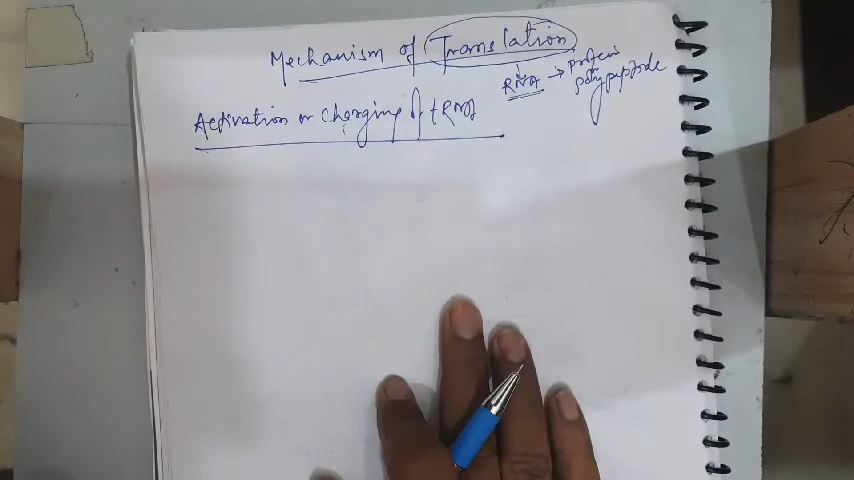 Mechanism of Translation
RNA → Protein
polypeptide
Activation or Charging of tRNA